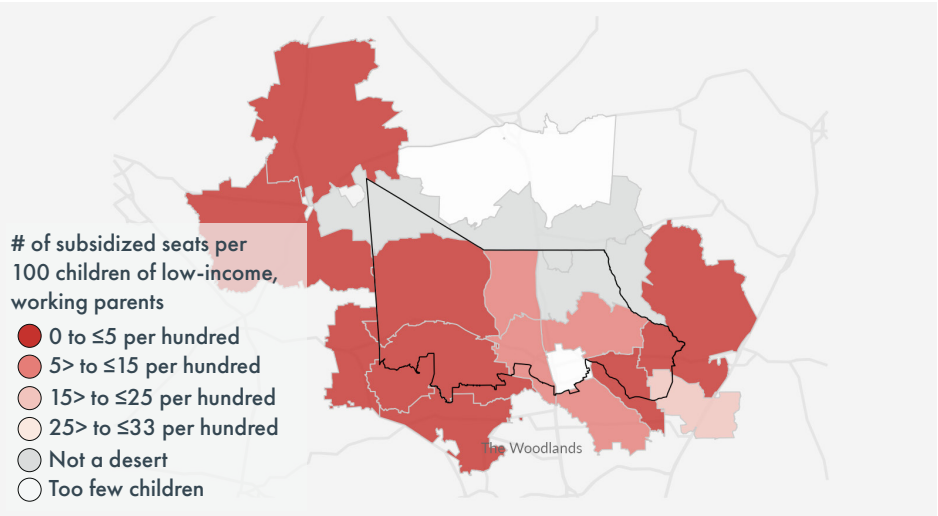 # of subsidized seats per
100 children of low-income,
working parents
0 to ≤5 per hundred
5> to ≤15 per hundred
15> to ≤25 per hundred
25> to ≤33 per hundred
Not a desert
Too few children
The Woodlands